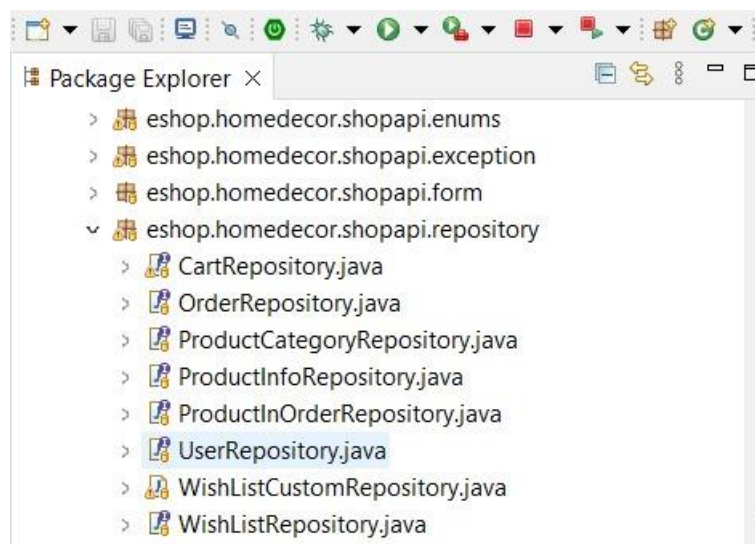 Package Explorer
eshop.homedecor.shopapi.enums
eshop.homedecor.shopapi.exception
eshop.homedecor.shopapi.form
eshop.homedecor.shopapi.repository
CartRepository.java
OrderRepository.java
ProductCategoryRepository.java
ProductInfoRepository.java
ProductInOrderRepository.java
UserRepository.java
WishListCustomRepository.java
WishListRepository.java